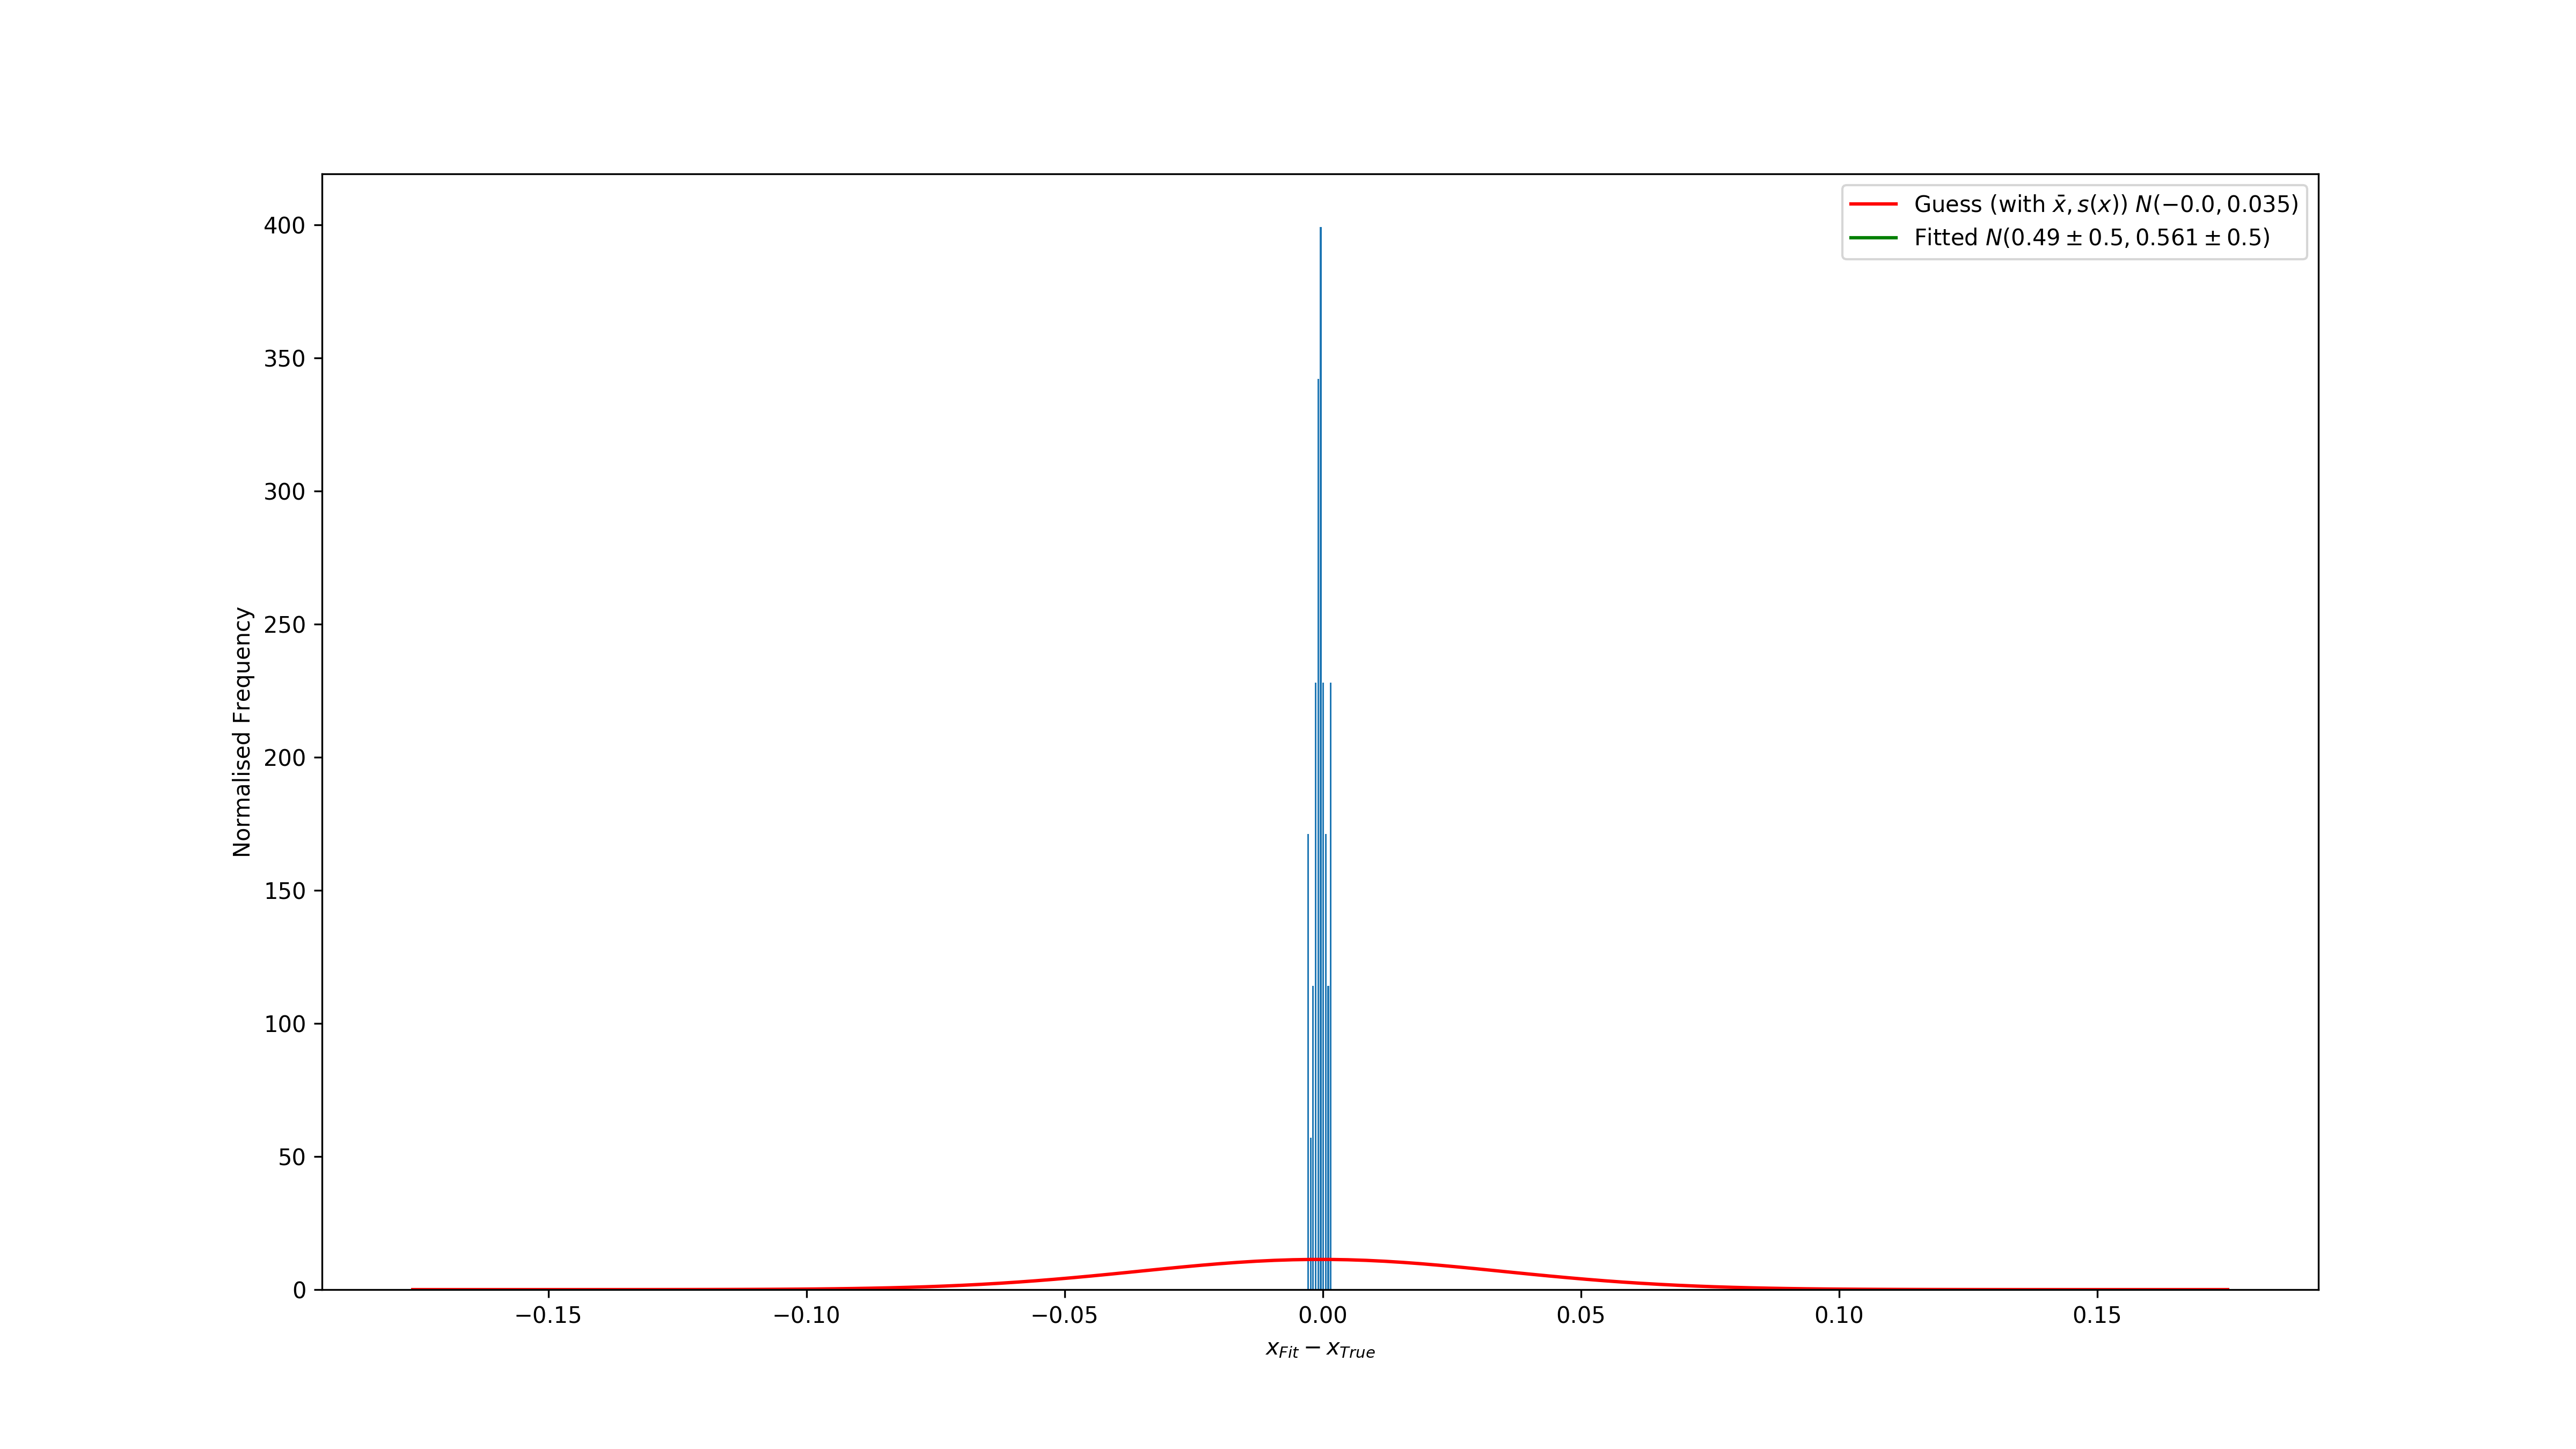 Guess (with x̄, s(x)) N(−0.0, 0.035)
Fitted N(0.49 ± 0.5, 0.561 ± 0.5)
Normalised Frequency
400
350
300
250
200
150
100
50
0
−0.15 −0.10 −0.05 0.00 0.05 0.10 0.15
x_Fit − x_True